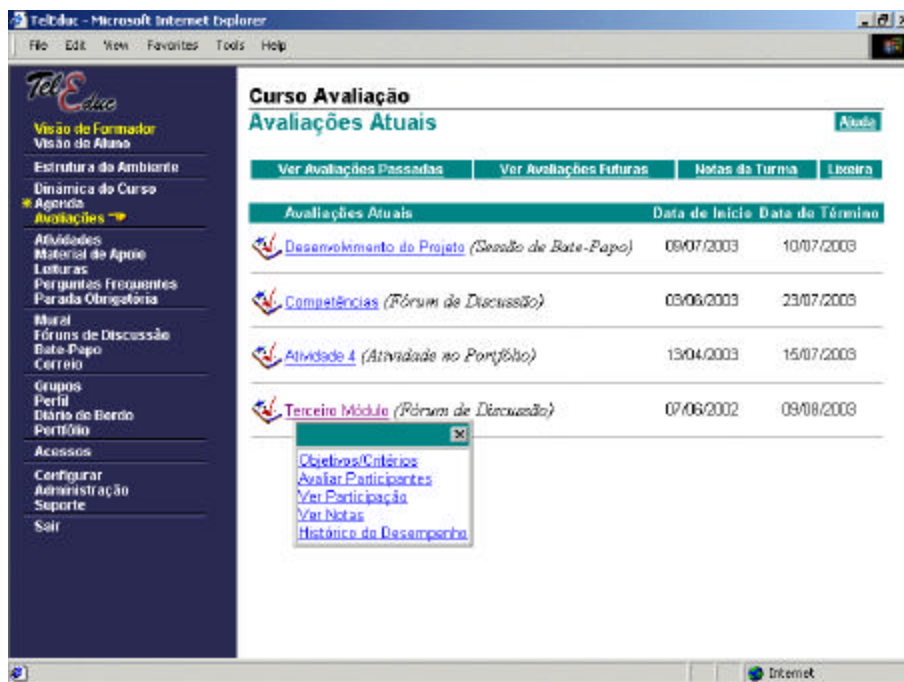 TelEduc - Microsoft Internet Explorer
File Edit View Favorites Tools Help
TelEduc
Visão de Formador
Visão de Aluno
Estrutura do Ambiente
Dinâmica do Curso
Agenda
Avaliações
Atividades
Material de Apoio
Leituras
Perguntas Frequentes
Parada Obrigatória
Mural
Fóruns de Discussão
Bate-Papo
Correio
Grupos
Perfil
Diário de Bordo
Portfólio
Acessos
Configurar
Administração
Suporte
Sair
Curso Avaliação
Avaliações Atuais
Ajuda
Ver Avaliações Passadas Ver Avaliações Futuras Notas da Turma Lixeira
Avaliações Atuais Data de Início Data de Término
Desenvolvimento do Projeto (Sessão de Bate-Papo) 09/07/2003 10/07/2003
Competências (Fórum de Discussão) 03/06/2003 23/07/2003
Atividade 4 (Atividade no Portfólio) 13/04/2003 15/07/2003
Terceiro Módulo (Fórum de Discussão) 07/06/2002 09/08/2003
Objetivos/Critérios
Avaliar Participantes
Ver Participação
Ver Notas
Histórico do Desempenho
Internet